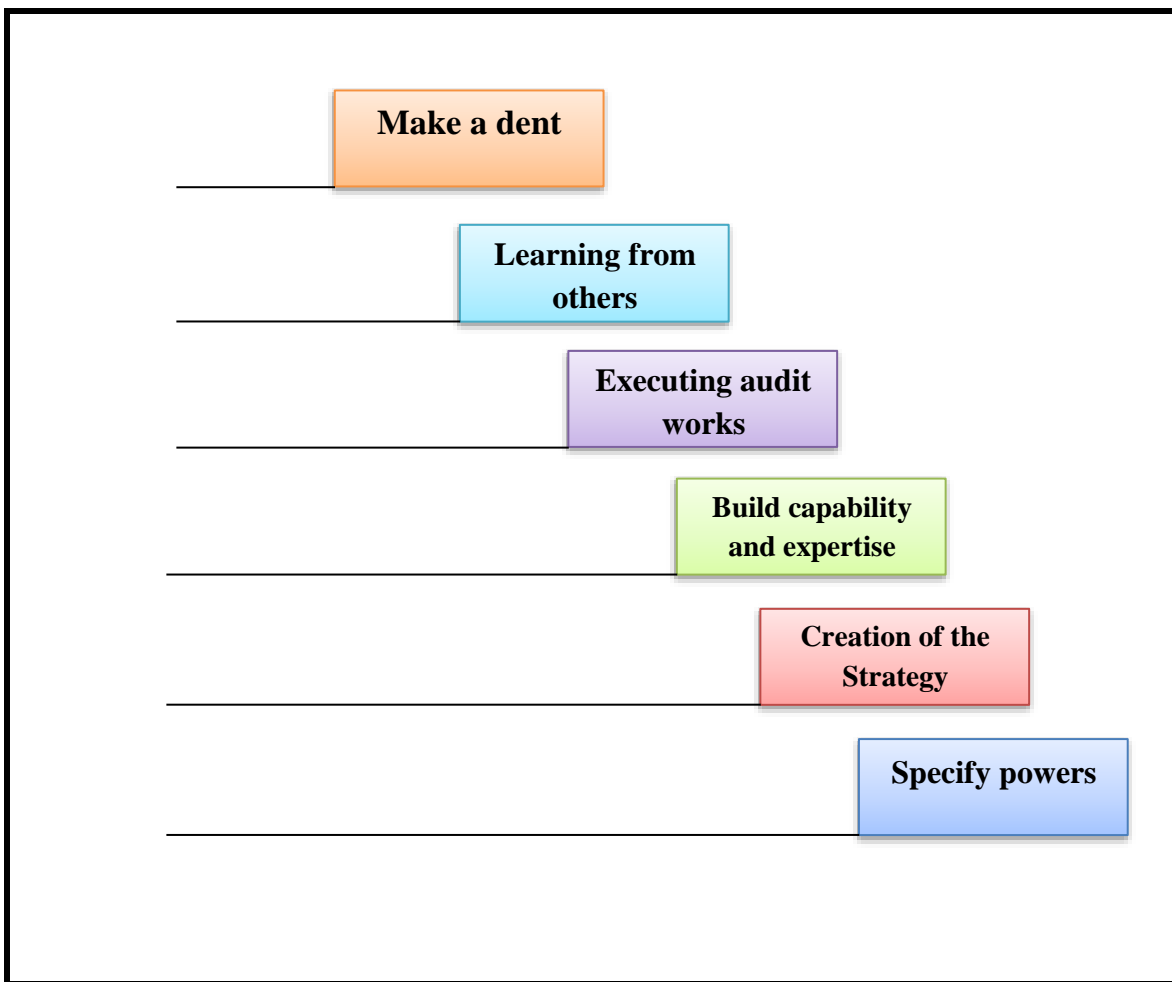 Make a dent
Learning from
others
Executing audit
works
Build capability
and expertise
Creation of the
Strategy
Specify powers